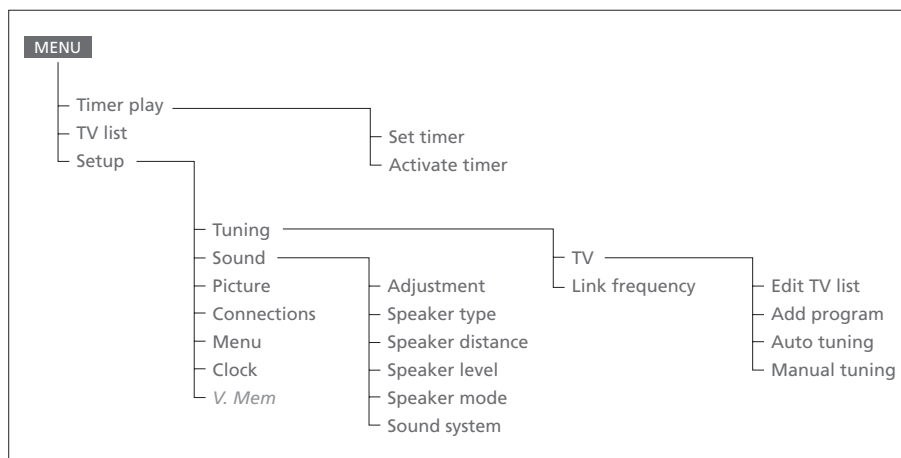 MENU
Timer play
TV list
Setup
Set timer
Activate timer
Tuning
Sound
Picture
Connections
Menu
Clock
V. Mem
Adjustment
Speaker type
Speaker distance
Speaker level
Speaker mode
Sound system
TV
Link frequency
Edit TV list
Add program
Auto tuning
Manual tuning